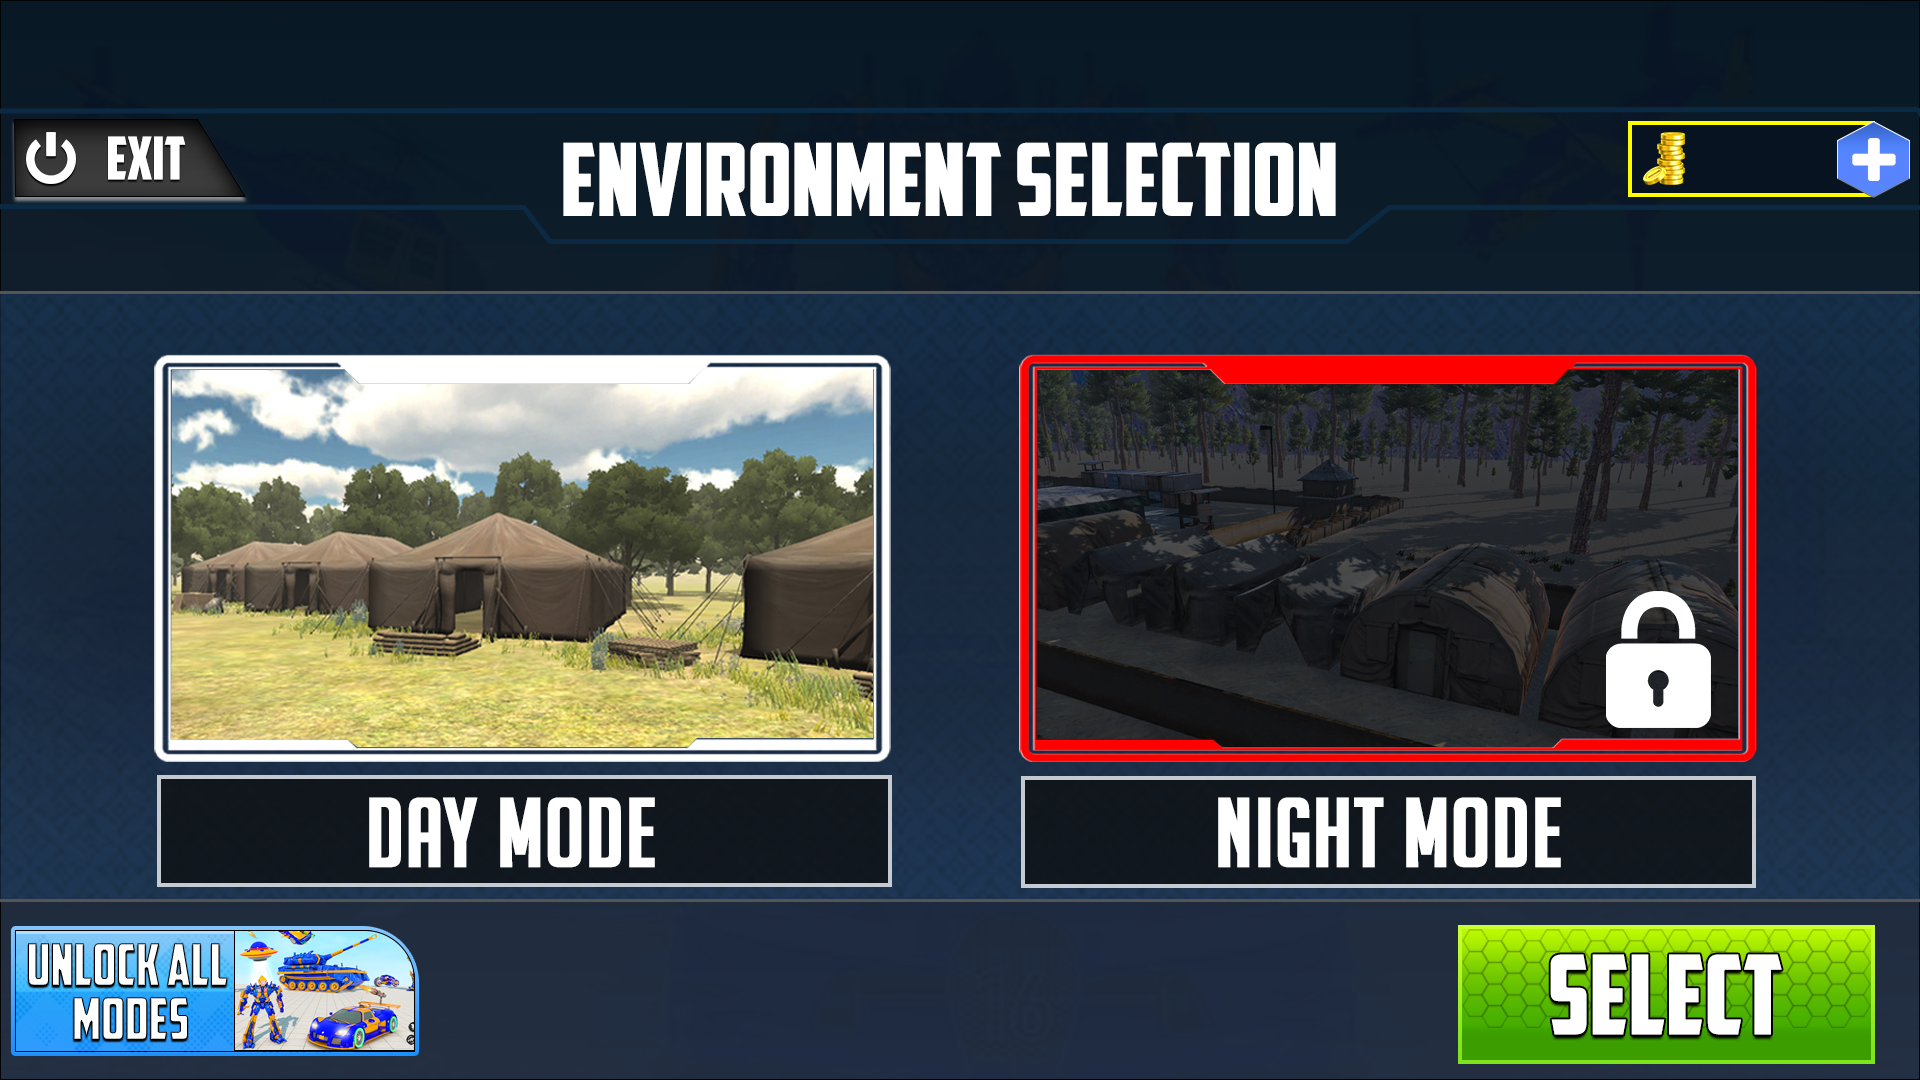 EXIT
ENVIRONMENT SELECTION
DAY MODE
NIGHT MODE
UNLOCK ALL
MODES
SELECT